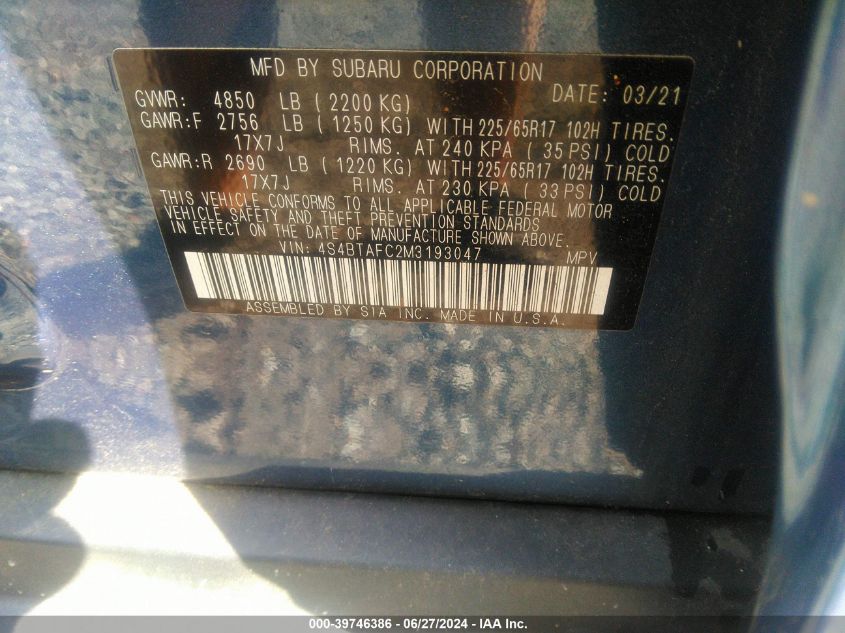 MFD BY SUBARU CORPORATION
DATE: 03/21
GVWR: 4850 LB (2200 KG)
GAWR:F 2756 LB (1250 KG) WITH 225/65R17 102H TIRES.
17X7J RIMS. AT 240 KPA (35 PSI) COLD
GAWR:R 2690 LB (1220 KG) WITH 225/65R17 102H TIRES.
17X7J RIMS. AT 230 KPA (33 PSI) COLD
THIS VEHICLE CONFORMS TO ALL APPLICABLE FEDERAL MOTOR
VEHICLE SAFETY AND THEFT PREVENTION STANDARDS
IN EFFECT ON THE DATE OF MANUFACTURE SHOWN ABOVE.
VIN: 4S4BTAFC2M3193047 MPV
ASSEMBLED BY SIA INC. MADE IN U.S.A.
000-39746386 - 06/27/2024 - IAA Inc.